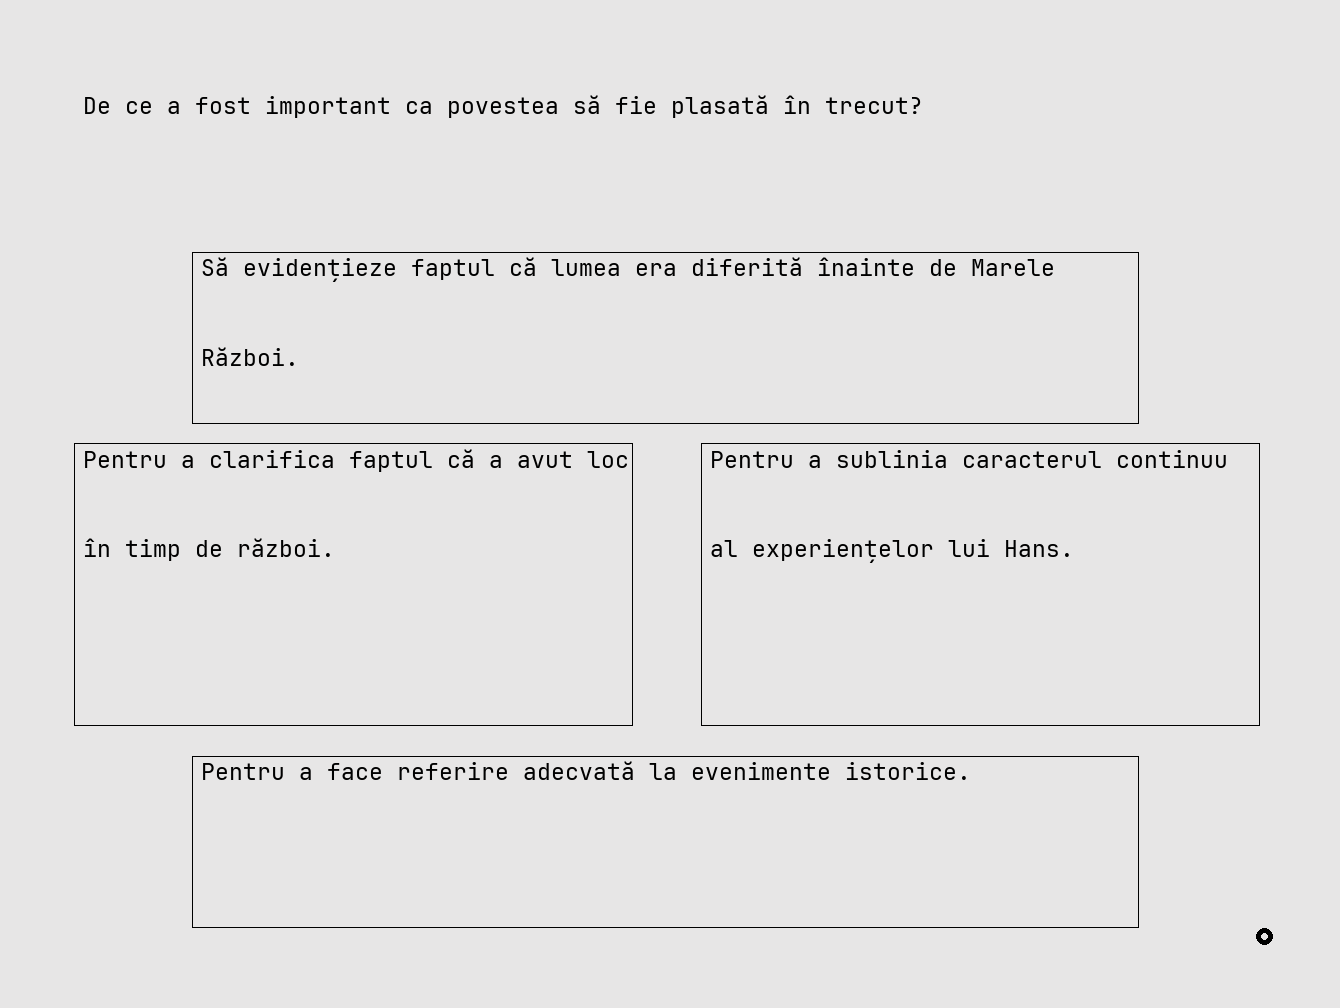 De ce a fost important ca povestea să fie plasată în trecut?
Să evidențieze faptul că lumea era diferită înainte de Marele
Război.
Pentru a clarifica faptul că a avut loc
în timp de război.
Pentru a sublinia caracterul continuu
al experiențelor lui Hans.
Pentru a face referire adecvată la evenimente istorice.